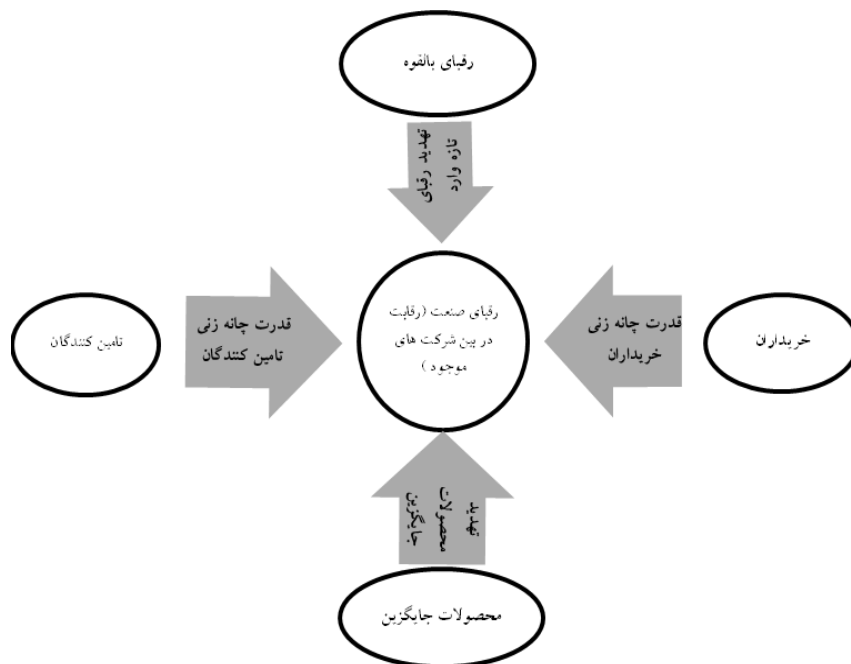 رقبای بالقوه
تهدید رقبای
تازه وارد
تامین کنندگان
قدرت چانه زنی
تامین کنندگان
رقبای صنعت (رقابت
در بین شرکت های
موجود )
قدرت چانه زنی
خریداران
خریداران
تهدید
محصولات
جایگزین
محصولات جایگزین